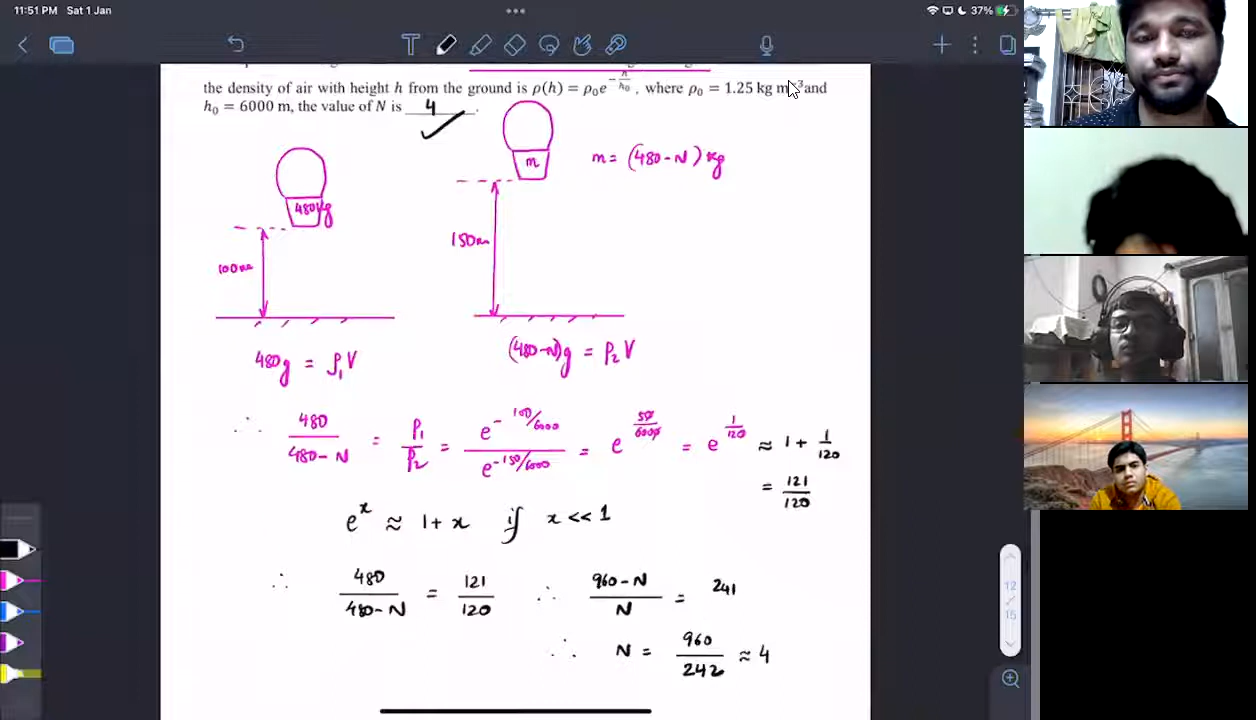 11:51 PM Sat 1 Jan
37%
the density of air with height h from the ground is ρ(h) = ρ₀e^(-h/h₀), where ρ₀ = 1.25 kg m⁻³ and
h₀ = 6000 m, the value of N is 4
m
m = (480-N) kg
480kg
150m
100m
480g = ρ₁V
(480-N)g = ρ₂V
∴ 480/(480-N) = ρ₁/ρ₂ = e^(-100/6000)/e^(-150/6000) = e^(50/6000) = e^(1/120) ≈ 1 + 1/120
= 121/120
e^x ≈ 1+x if x << 1
∴ 480/(480-N) = 121/120 ∴ (960-N)/N = 241
∴ N = 960/242 ≈ 4
12
15